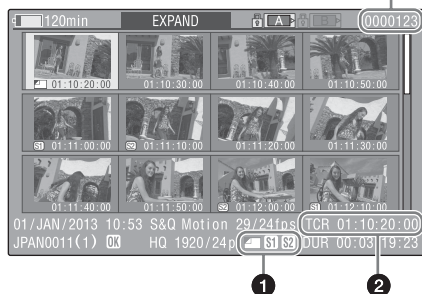 120min EXPAND A B 0000123
01:10:20:00 01:10:30:00 01:10:40:00 01:10:50:00
S1 01:11:00:00 S2 01:11:10:00 01:11:20:00 01:11:30:00
01:11:40:00 01:11:50:00 S1 01:12:00:00 S1 01:12:10:00
01/JAN/2013 10:53 S&Q Motion 29/24fps TCR 01:10:20:00
JPAN0011(1) OK HQ 1920/24p S1 S2 DUR 00:03:19:23
1 2